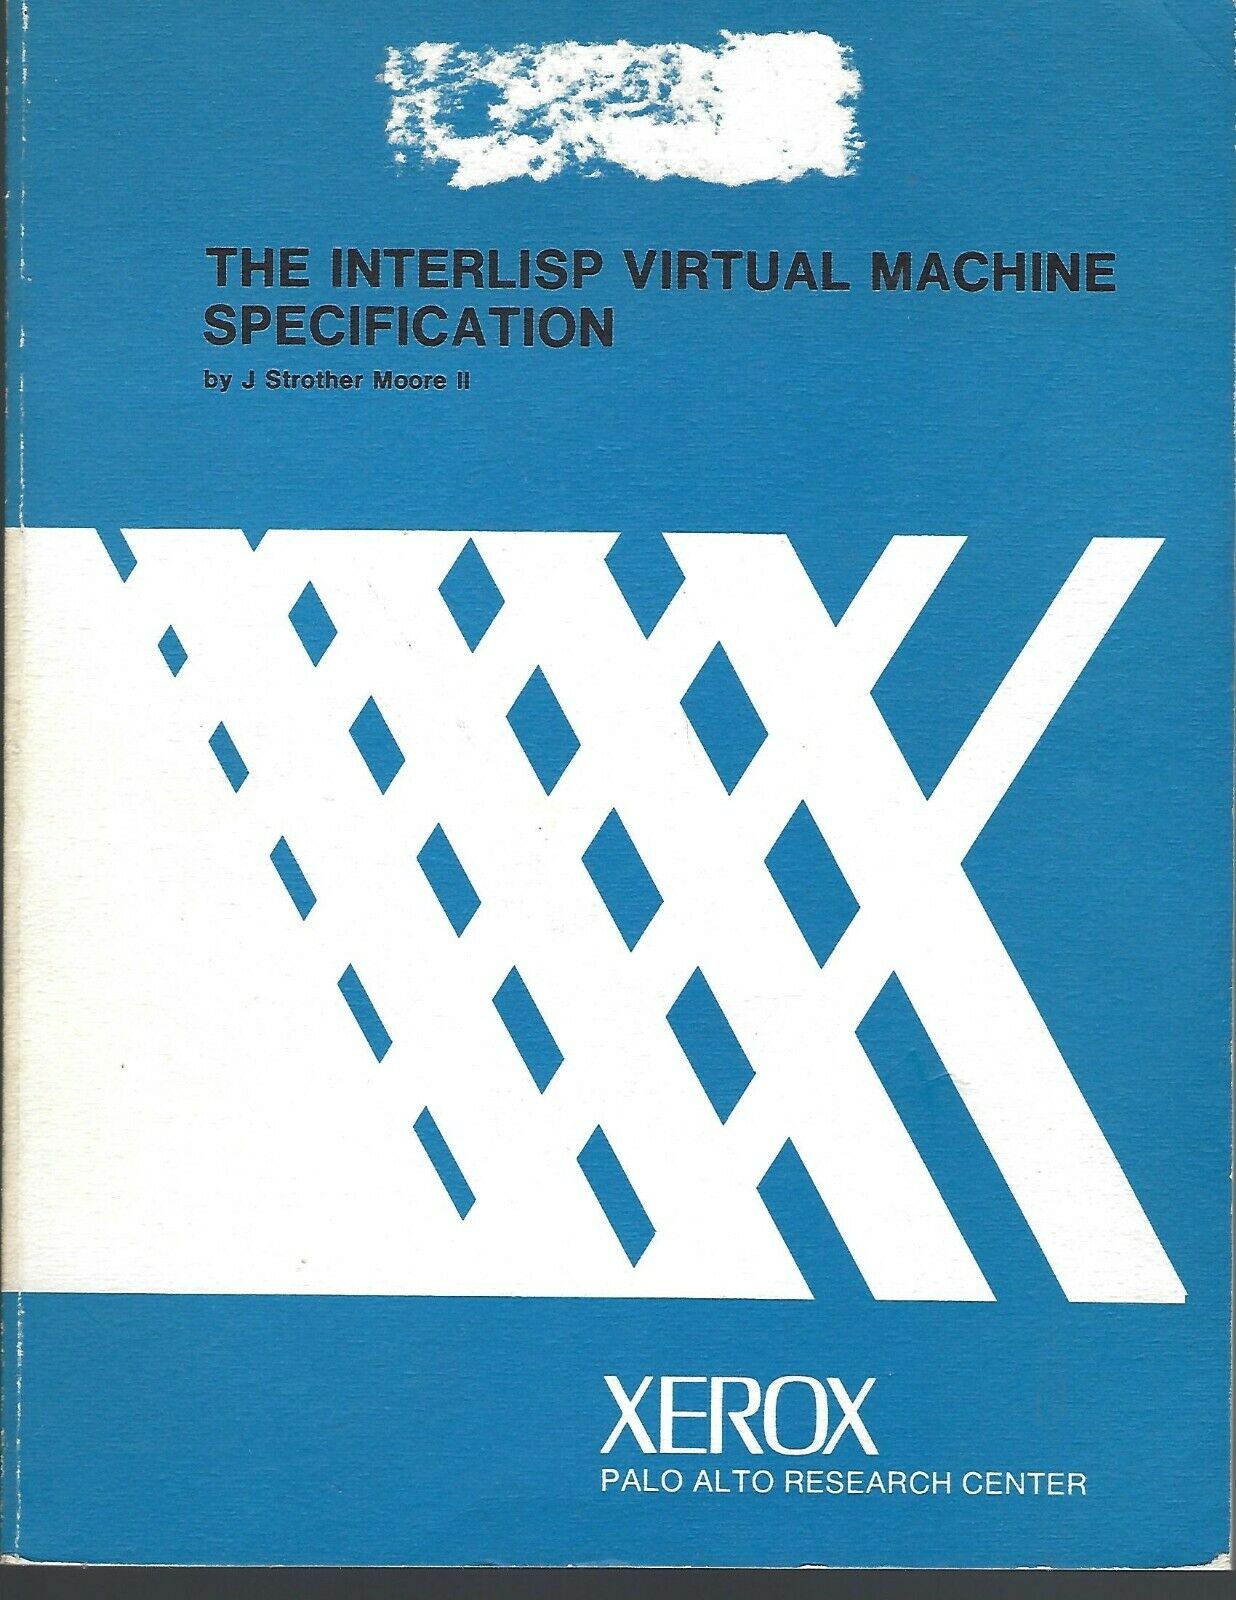 THE INTERLISP VIRTUAL MACHINE
SPECIFICATION
by J Strother Moore II
XEROX
PALO ALTO RESEARCH CENTER